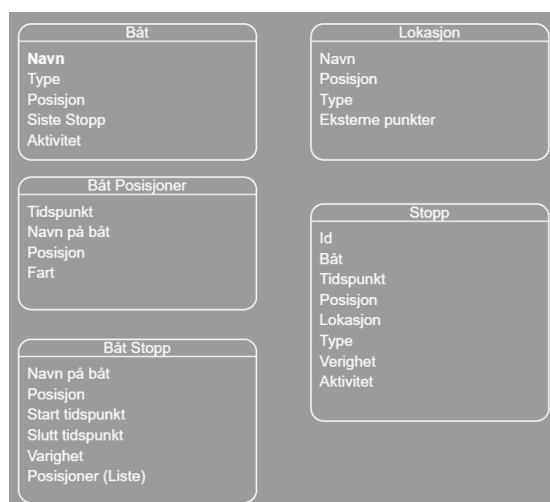 Båt
Navn
Type
Posisjon
Siste Stopp
Aktivitet
Båt Posisjoner
Tidspunkt
Navn på båt
Posisjon
Fart
Båt Stopp
Navn på båt
Posisjon
Start tidspunkt
Slutt tidspunkt
Varighet
Posisjoner (Liste)
Lokasjon
Navn
Posisjon
Type
Eksterne punkter
Stopp
Id
Båt
Tidspunkt
Posisjon
Lokasjon
Type
Verighet
Aktivitet